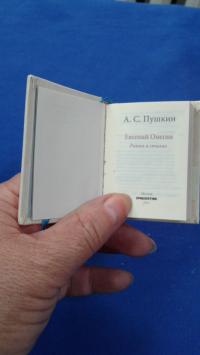 А. С. Пушкин
Евгений Онегин
Роман в стихах
Москва